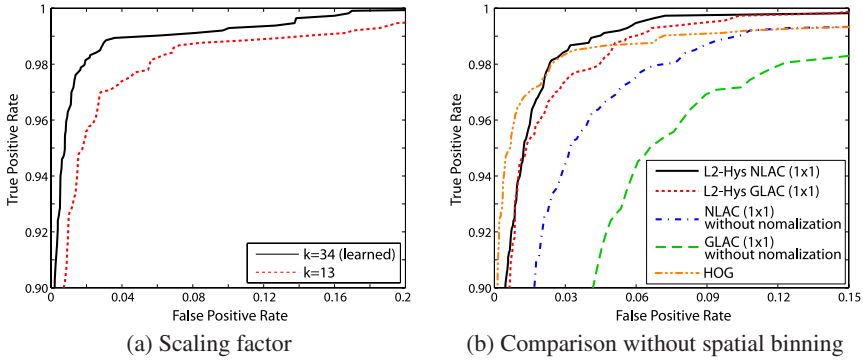 1
0.98
0.96
0.94
0.92
0.90
True Positive Rate
0
0.04
0.08
0.12
0.16
0.2
False Positive Rate
k=34 (learned)
k=13
(a) Scaling factor
1
0.98
0.96
0.94
0.92
0.90
True Positive Rate
0
0.03
0.06
0.09
0.12
0.15
False Positive Rate
L2-Hys NLAC (1x1)
L2-Hys GLAC (1x1)
NLAC (1x1)
without nomalization
GLAC (1x1)
without nomalization
HOG
(b) Comparison without spatial binning